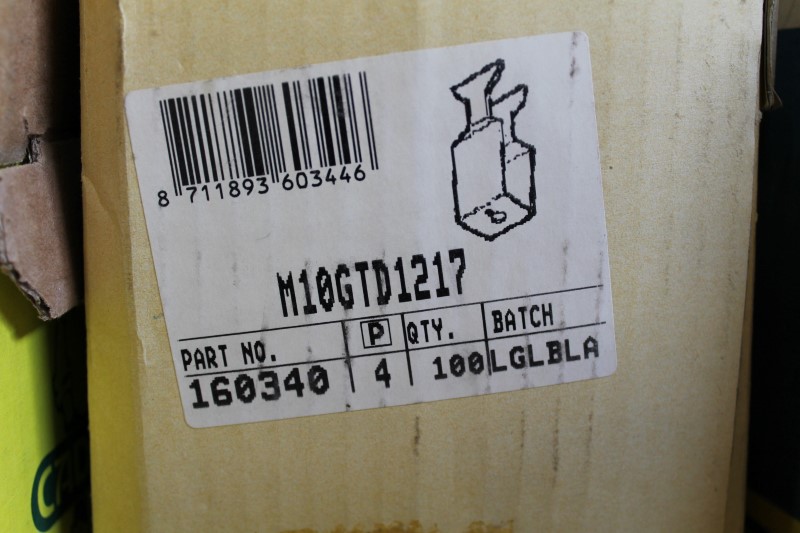 8 711893 603446
M10GTD1217
PART NO. P QTY. BATCH
160340 4 100 LGLBLA